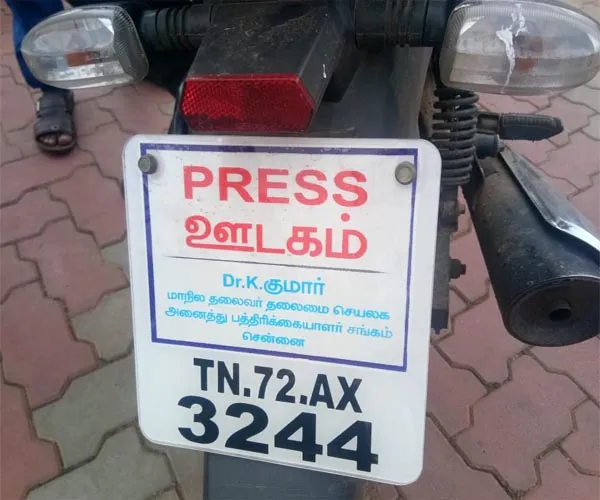 PRESS
ஊடகம்
Dr.K.குமார்
மாநில தலைவர் தலைமை செயலக
அனைத்து பத்திரிக்கையாளர் சங்கம்
சென்னை
TN.72.AX
3244